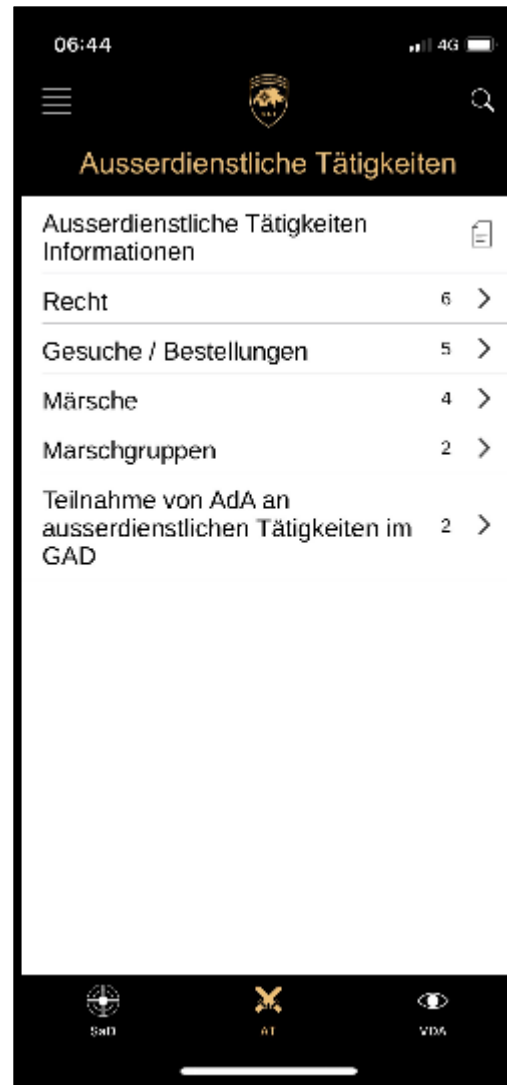 06:44
4G
Ausserdienstliche Tätigkeiten
Ausserdienstliche Tätigkeiten
Informationen
Recht 6
Gesuche / Bestellungen 5
Märsche 4
Marschgruppen 2
Teilnahme von AdA an
ausserdienstlichen Tätigkeiten im 2
GAD
SaD AT VDA